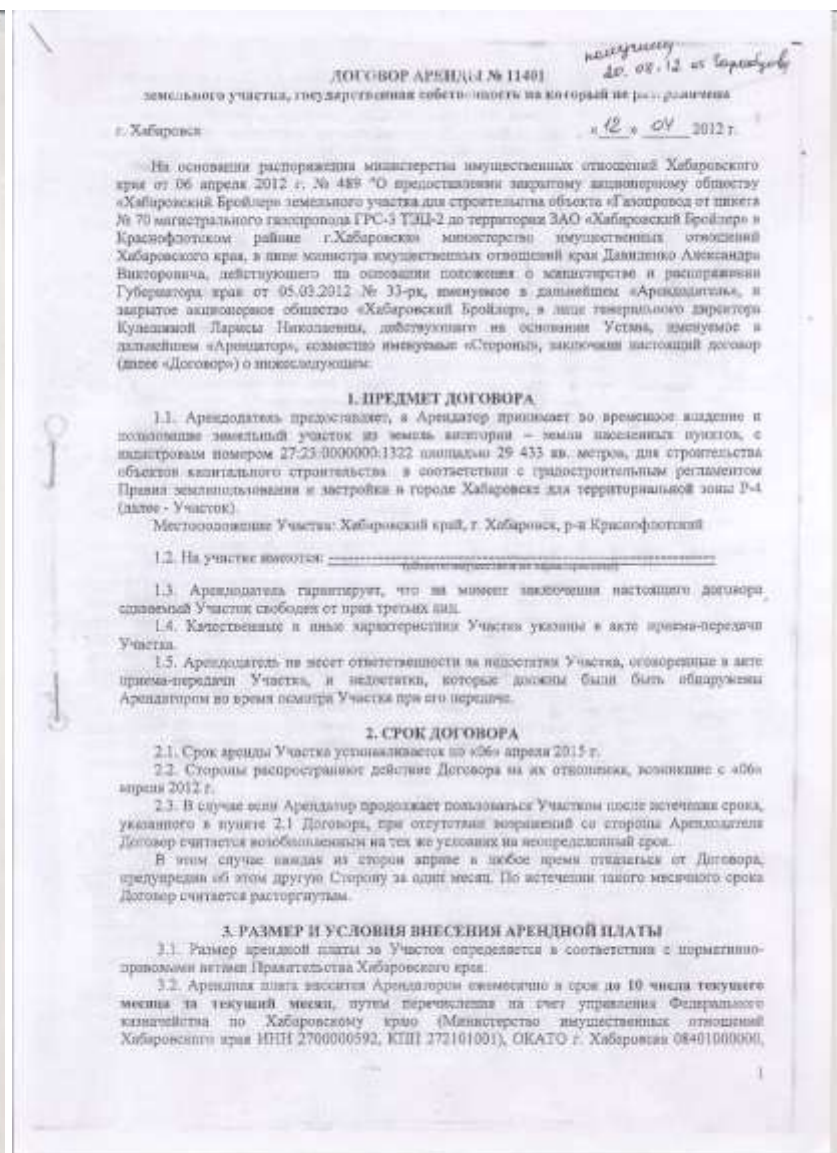 получену
20.08.12 от
ДОГОВОР АРЕНДЫ № 11401
земельного участка, государственная собственность на который не разграничена
г. Хабаровск « 12 » 04 2012 г.
На основании распоряжения министерства имущественных отношений Хабаровского
края от 06 апреля 2012 г. № 489 "О предоставлении закрытому акционерному обществу
«Хабаровский Бройлер» земельного участка для строительства объекта «Газопровод от пикета
№ 70 магистрального газопровода ГРС-3 ТЭЦ-2 до территории ЗАО «Хабаровский Бройлер» в
Краснофлотском районе г.Хабаровска» министерство имущественных отношений
Хабаровского края, в лице министра имущественных отношений края Давиденко Александра
Викторовича, действующего на основании положения о министерстве и распоряжения
Губернатора края от 05.03.2012 № 33-рк, именуемое в дальнейшем «Арендодатель», и
закрытое акционерное общество «Хабаровский Бройлер», в лице генерального директора
Кулешиной Ларисы Николаевны, действующего на основании Устава, именуемое в
дальнейшем «Арендатор», совместно именуемые «Стороны», заключили настоящий договор
(далее «Договор») о нижеследующем:
1. ПРЕДМЕТ ДОГОВОРА
1.1. Арендодатель предоставляет, а Арендатор принимает во временное владение и
пользование земельный участок из земель категории – земли населенных пунктов, с
кадастровым номером 27:23:0000000:1322 площадью 29 433 кв. метров, для строительства
объектов капитального строительства в соответствии с градостроительным регламентом
Правил землепользования и застройки в городе Хабаровске для территориальной зоны Р-4
(далее - Участок).
Местоположение Участка: Хабаровский край, г. Хабаровск, р-н Краснофлотский
1.2. На участке имеются:
(объекты недвижимости и их характеристики)
1.3. Арендодатель гарантирует, что на момент заключения настоящего договора
сдаваемый Участок свободен от прав третьих лиц.
1.4. Качественные и иные характеристики Участка указаны в акте приема-передачи
Участка.
1.5. Арендодатель не несет ответственности за недостатки Участка, оговоренные в акте
приема-передачи Участка, и недостатки, которые должны были быть обнаружены
Арендатором во время осмотра Участка при его передаче.
2. СРОК ДОГОВОРА
2.1. Срок аренды Участка устанавливается по «06» апреля 2015 г.
2.2. Стороны распространяют действие Договора на их отношения, возникшие с «06»
апреля 2012 г.
2.3. В случае если Арендатор продолжает пользоваться Участком после истечения срока,
указанного в пункте 2.1 Договора, при отсутствии возражений со стороны Арендодателя
Договор считается возобновленным на тех же условиях на неопределенный срок.
В этом случае каждая из сторон вправе в любое время отказаться от Договора,
предупредив об этом другую Сторону за один месяц. По истечении такого месячного срока
Договор считается расторгнутым.
3. РАЗМЕР И УСЛОВИЯ ВНЕСЕНИЯ АРЕНДНОЙ ПЛАТЫ
3.1. Размер арендной платы за Участок определяется в соответствии с нормативно-
правовыми актами Правительства Хабаровского края.
3.2. Арендная плата вносится Арендатором ежемесячно в срок до 10 числа текущего
месяца за текущий месяц, путем перечисления на счет управления Федерального
казначейства по Хабаровскому краю (Министерство имущественных отношений
Хабаровского края ИНН 2700000592, КПП 272101001), ОКАТО г. Хабаровска 08401000000,
1